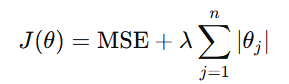 J(θ) = MSE + λ ∑_{j=1}^{n} |θ_j|